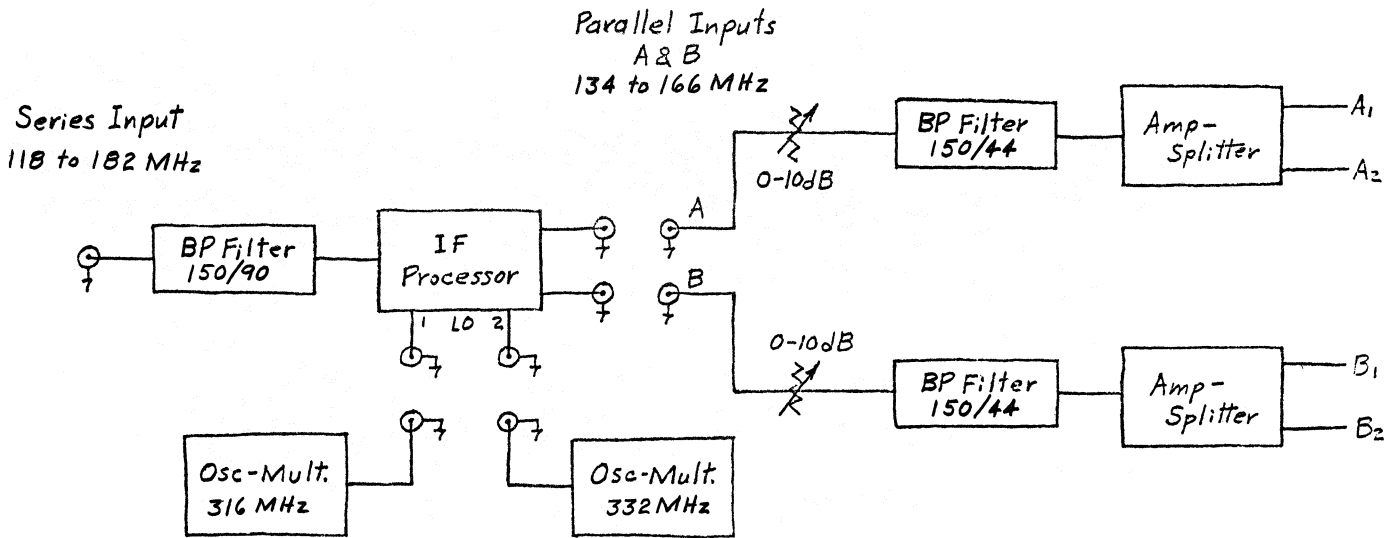 Parallel Inputs
A & B
134 to 166 MHz
Series Input
118 to 182 MHz
BP Filter
150/44
Amp-
Splitter
A1
A2
0-10dB
A
BP Filter
150/90
IF
Processor
B
1 LO 2
0-10dB
BP Filter
150/44
Amp-
Splitter
B1
B2
Osc-Mult.
316 MHz
Osc-Mult.
332 MHz